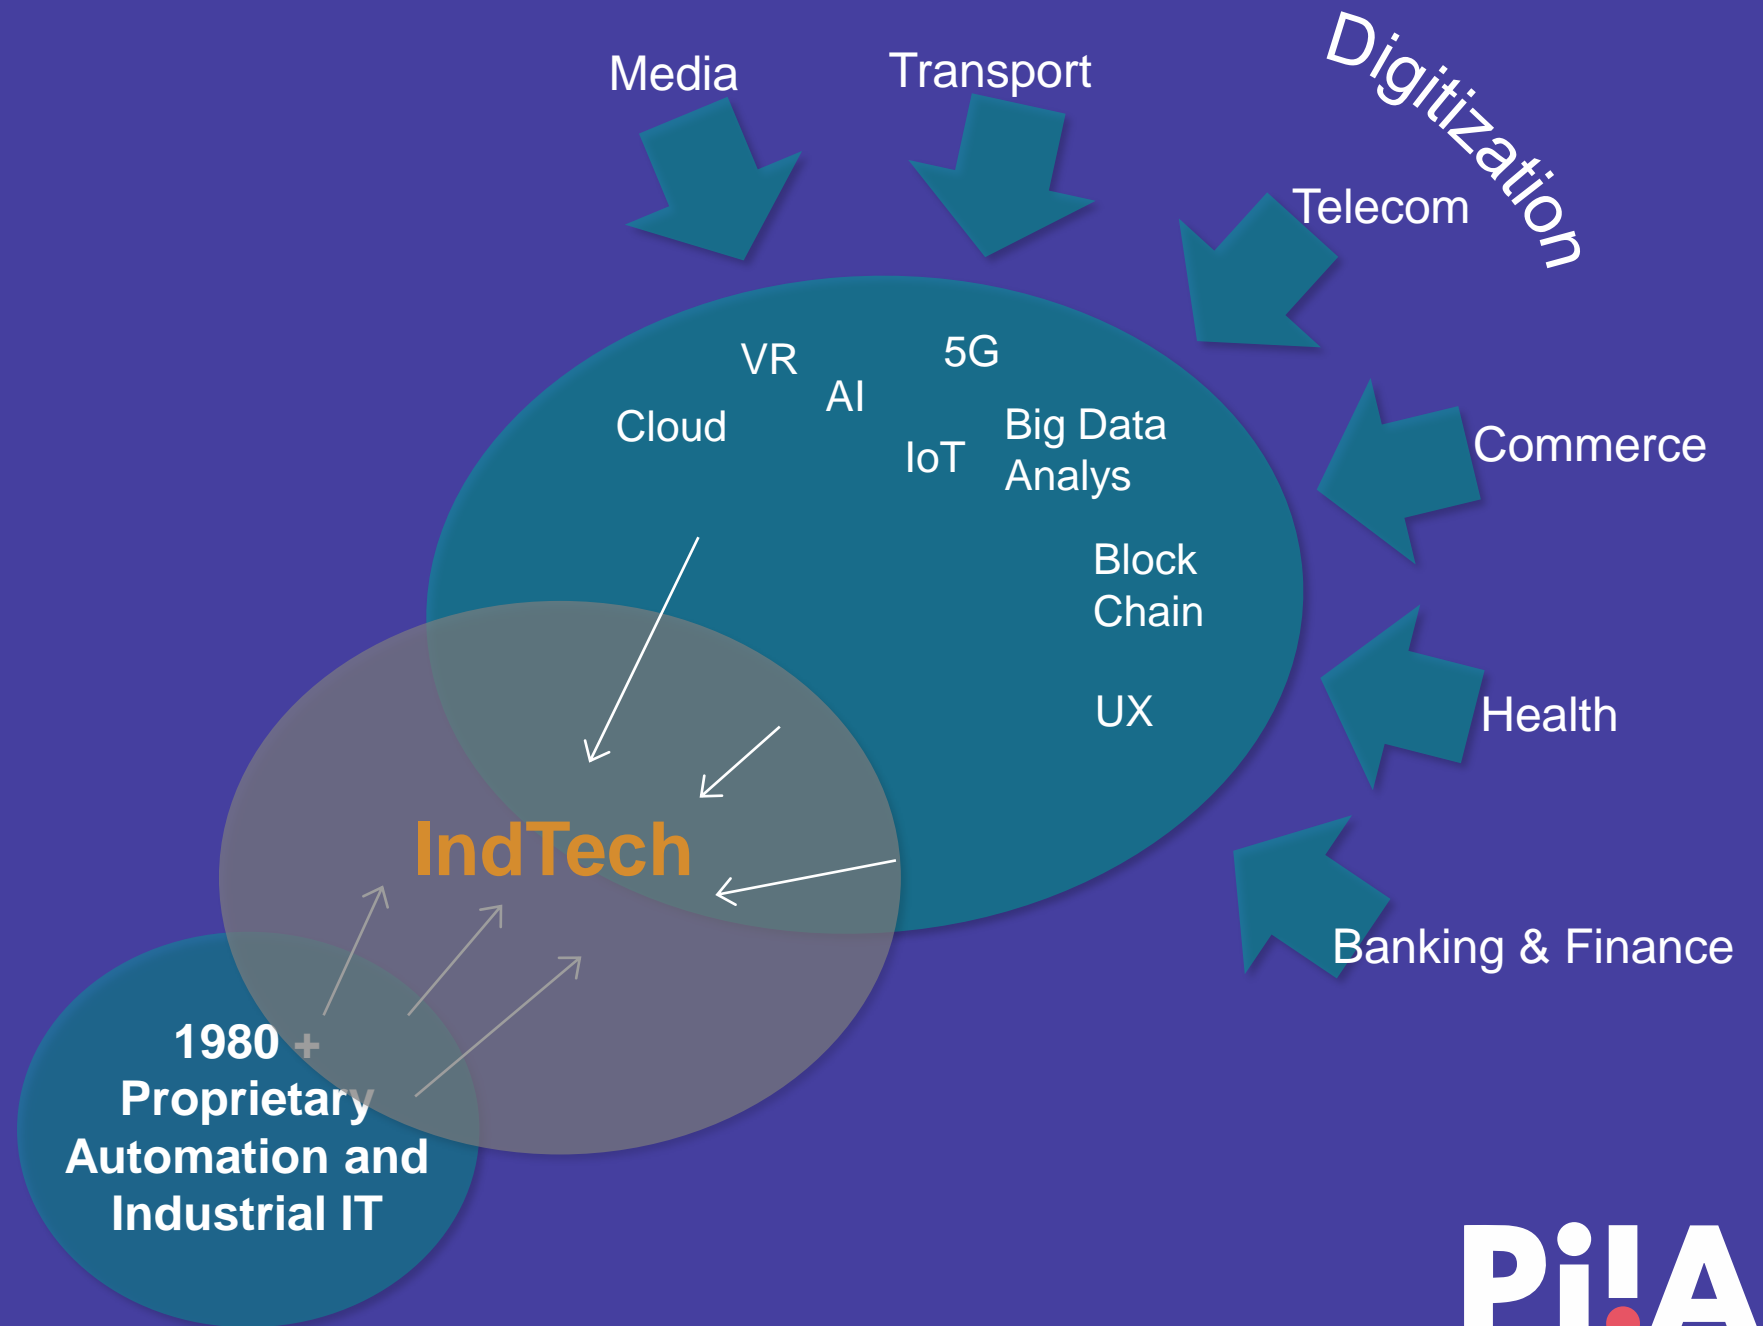 Media
Transport
Digitization
Telecom
VR
5G
AI
Cloud
Big Data
Analys
IoT
Commerce
Block
Chain
UX
Health
IndTech
Banking & Finance
1980 +
Proprietary
Automation and
Industrial IT
PiiA